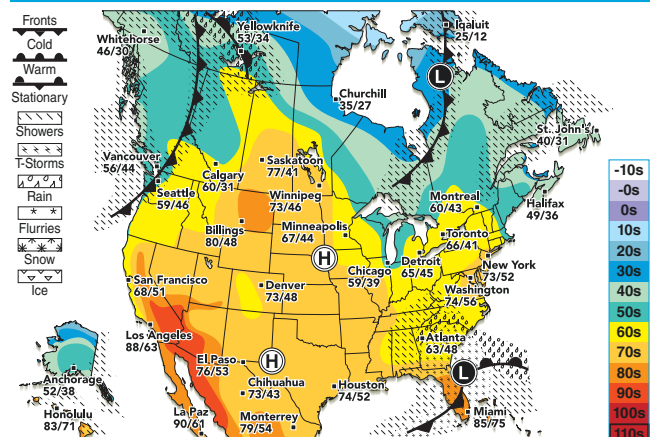 Fronts
Cold
Warm
Stationary
Showers
T-Storms
Rain
Flurries
Snow
Ice
Whitehorse
46/30
Yellowknife
53/34
Iqaluit
25/12
L
Churchill
35/27
St. John's
40/31
Vancouver
56/44
Calgary
60/31
Saskatoon
77/41
Seattle
59/46
Winnipeg
73/46
Montreal
60/43
Halifax
49/36
Billings
80/48
Minneapolis
67/44
Toronto
66/41
H
San Francisco
68/51
Denver
73/48
Chicago
59/39
Detroit
65/45
New York
73/52
Washington
74/56
Los Angeles
88/63
Atlanta
63/48
El Paso
76/53
H
L
Anchorage
52/38
Chihuahua
73/43
Houston
74/52
Honolulu
83/71
La Paz
90/61
Monterrey
79/54
Miami
85/75
-10s
-0s
0s
10s
20s
30s
40s
50s
60s
70s
80s
90s
100s
110s